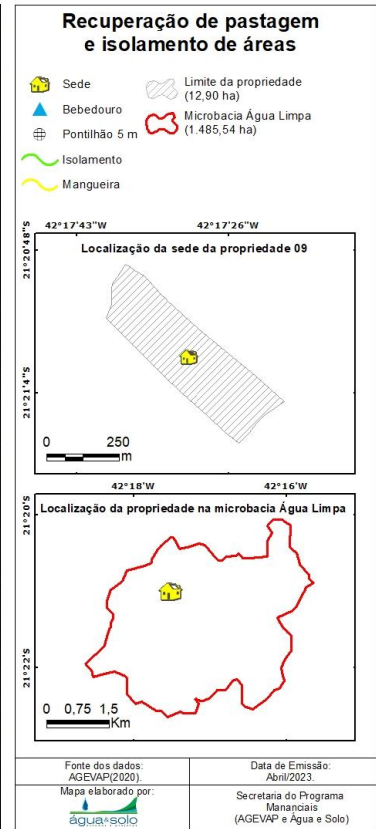 Recuperação de pastagem
e isolamento de áreas
Sede
Bebedouro
Pontilhão 5 m
Isolamento
Mangueira
Limite da propriedade
(12,90 ha)
Microbacia Água Limpa
(1.485,54 ha)
42°17'43"W 42°17'26"W
21°20'48"S
21°21'4"S
Localização da sede da propriedade 09
0 250
m
42°18'W 42°16'W
21°20'S
21°22'S
Localização da propriedade na microbacia Água Limpa
0 0,75 1,5
Km
Fonte dos dados:
AGEVAP(2020).
Data de Emissão:
Abril/2023.
Mapa elaborado por:
água&solo
Secretaria do Programa
Mananciais
(AGEVAP e Água e Solo)